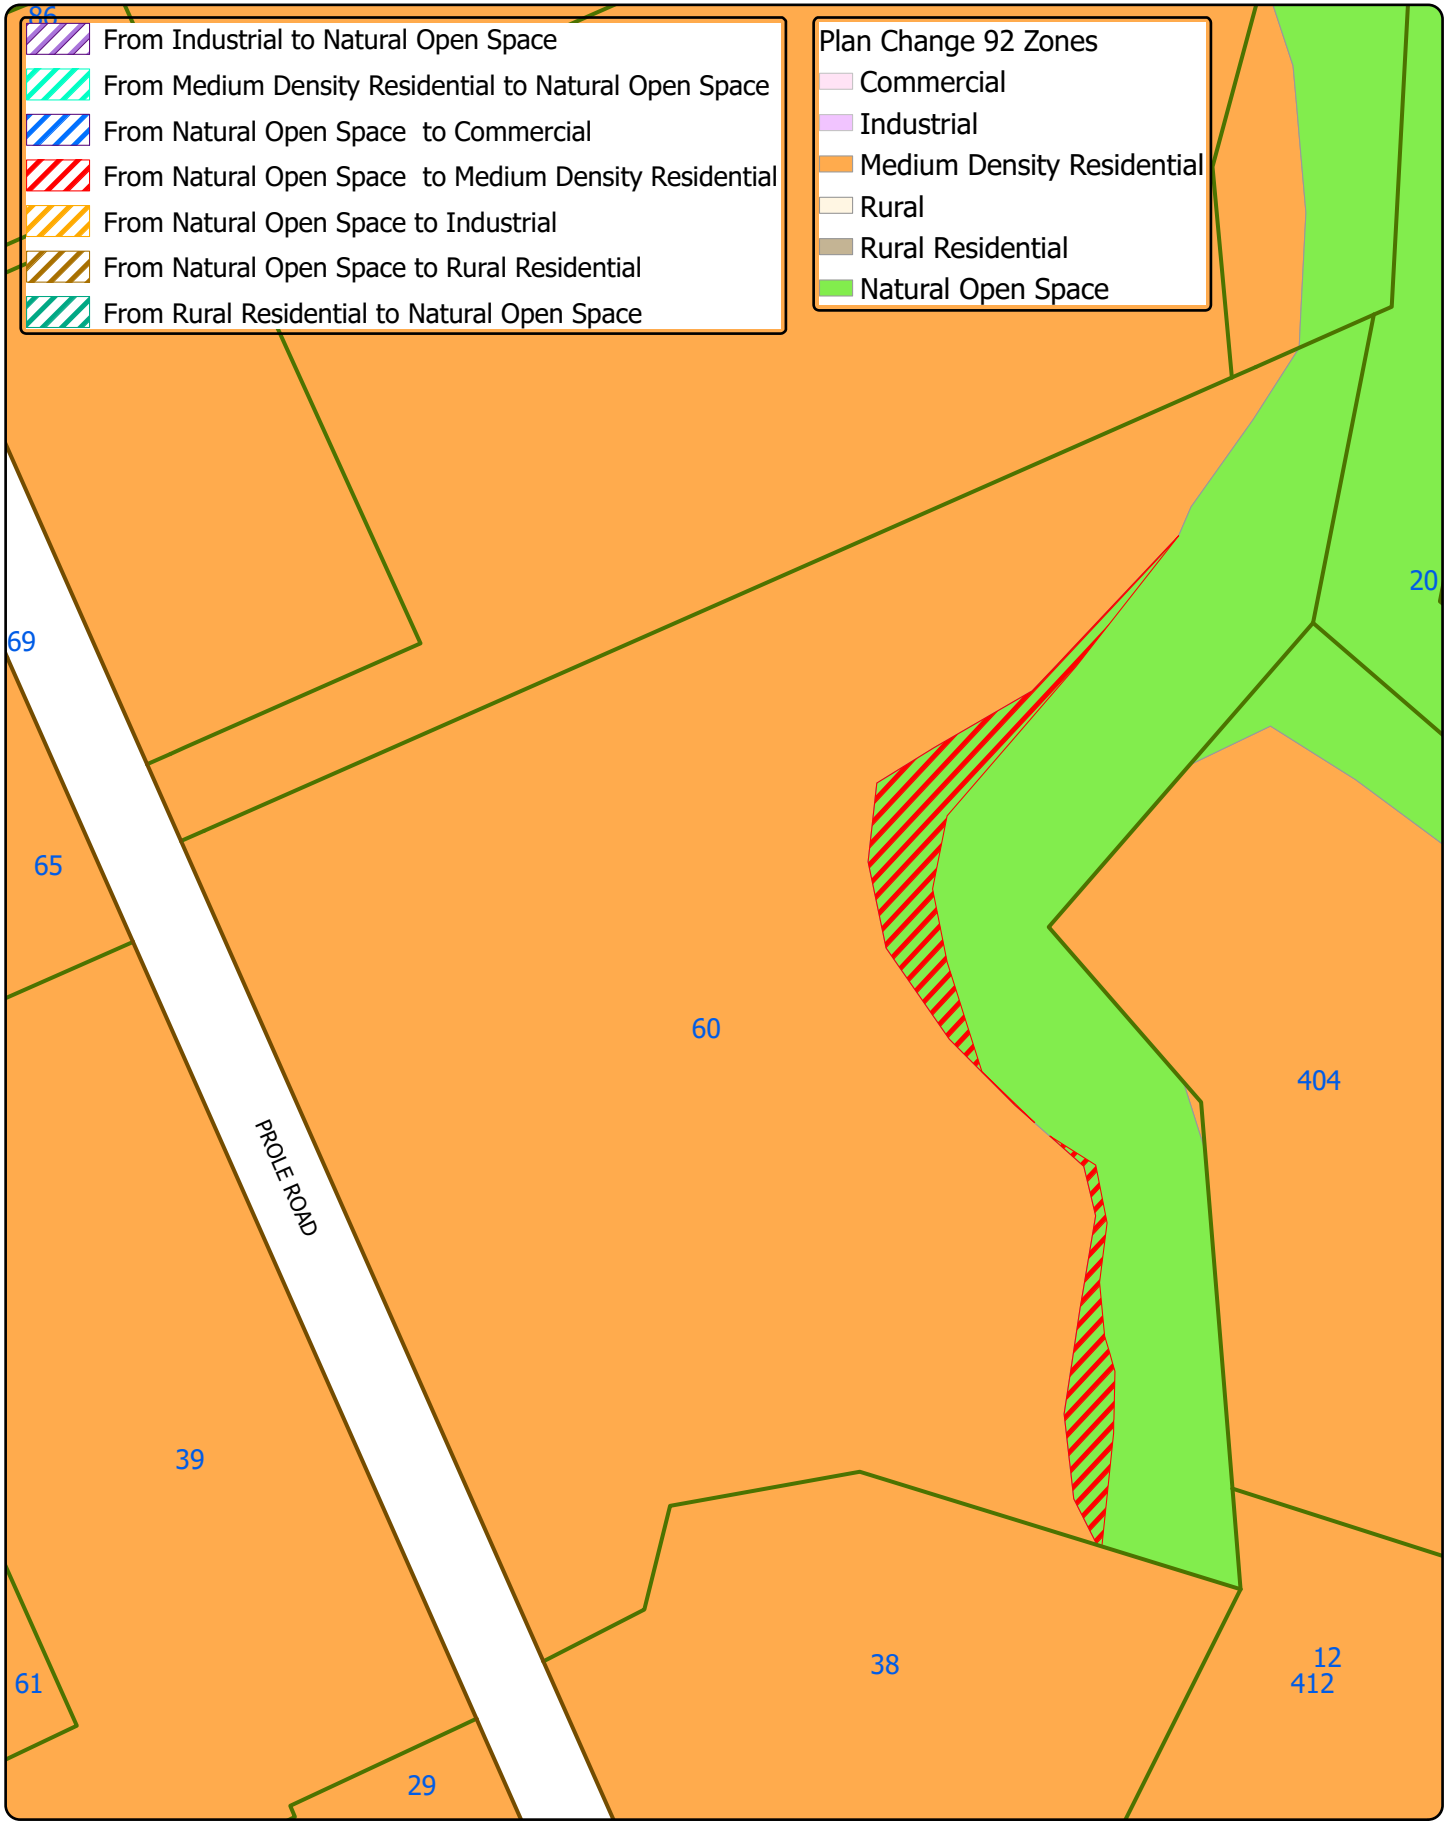 86
From Industrial to Natural Open Space
From Medium Density Residential to Natural Open Space
From Natural Open Space  to Commercial
From Natural Open Space  to Medium Density Residential
From Natural Open Space to Industrial
From Natural Open Space to Rural Residential
From Rural Residential to Natural Open Space
Plan Change 92 Zones
Commercial
Industrial
Medium Density Residential
Rural
Rural Residential
Natural Open Space
20
69
65
60
404
PROLE ROAD
39
38
12
412
61
29